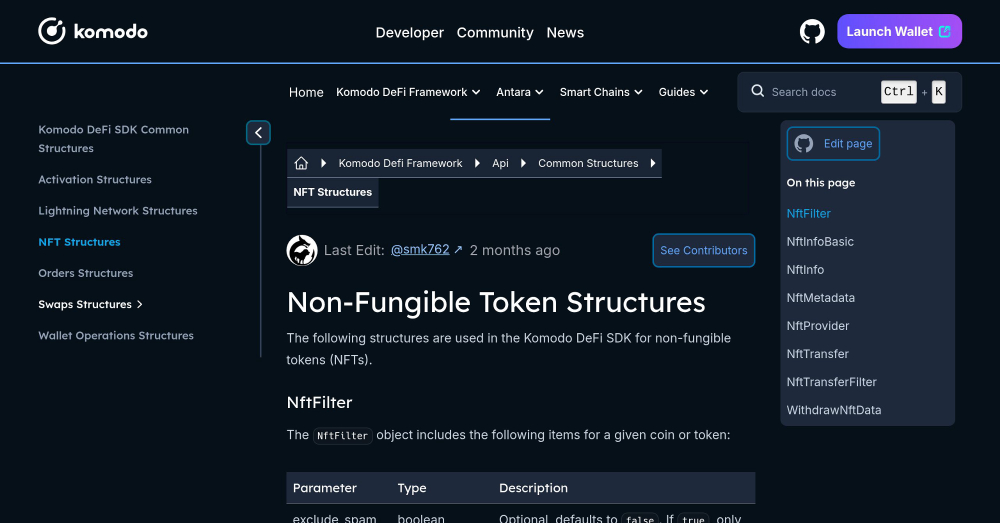 komodo
Developer Community News
Launch Wallet
Home Komodo DeFi Framework Antara Smart Chains Guides
Search docs Ctrl + K
Komodo DeFi SDK Common
Structures
Activation Structures
Lightning Network Structures
NFT Structures
Orders Structures
Swaps Structures
Wallet Operations Structures
Komodo Defi Framework Api Common Structures
NFT Structures
Last Edit: @smk762 ↗ 2 months ago
See Contributors
Non-Fungible Token Structures
The following structures are used in the Komodo DeFi SDK for non-fungible
tokens (NFTs).
NftFilter
The NftFilter object includes the following items for a given coin or token:
Parameter Type Description
exclude_spam boolean Optional, defaults to false. If true, only
Edit page
On this page
NftFilter
NftInfoBasic
NftInfo
NftMetadata
NftProvider
NftTransfer
NftTransferFilter
WithdrawNftData